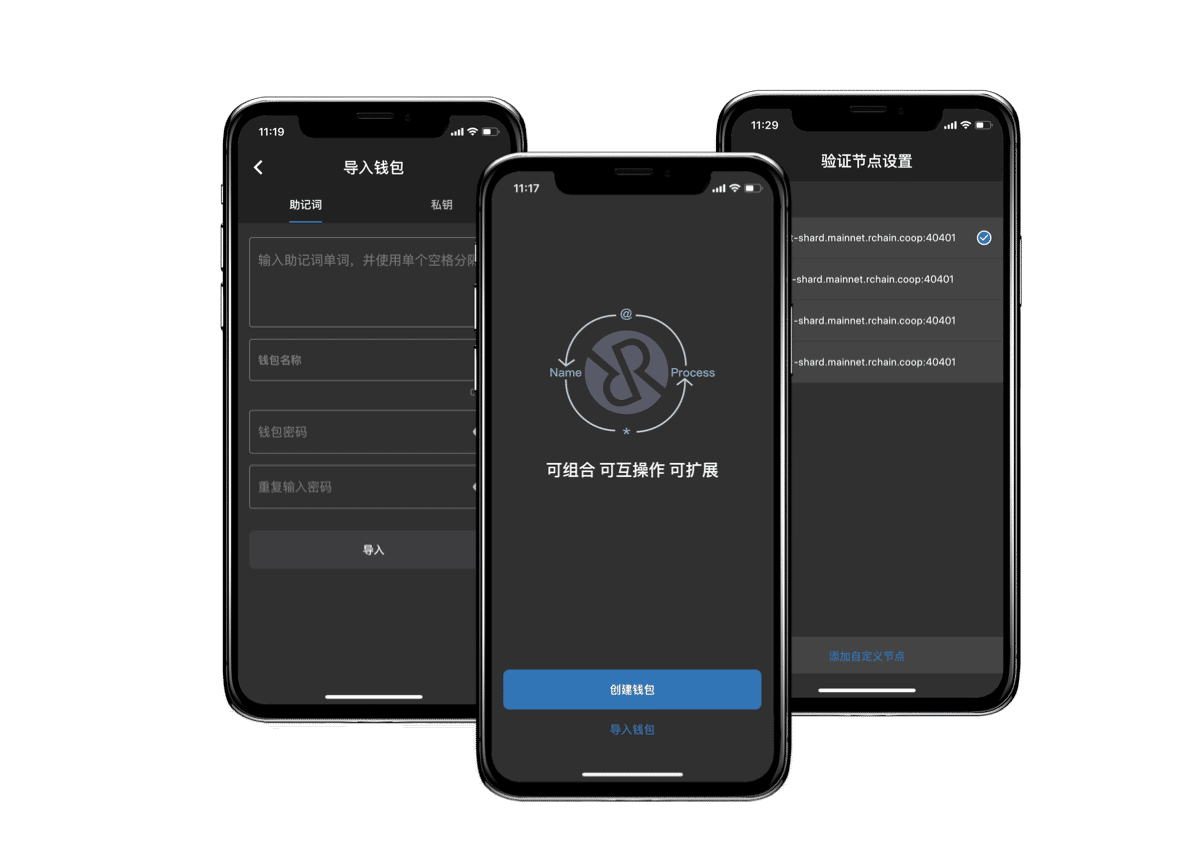 11:19
导入钱包
助记词
私钥
输入助记词单词，并使用单个空格分隔
钱包名称
钱包密码
重复输入密码
导入
11:17
@
Name
Process
*
可组合 可互操作 可扩展
创建钱包
导入钱包
11:29
验证节点设置
t-shard.mainnet.rchain.coop:40401
-shard.mainnet.rchain.coop:40401
-shard.mainnet.rchain.coop:40401
-shard.mainnet.rchain.coop:40401
添加自定义节点